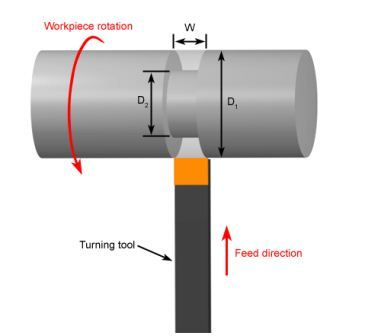 Workpiece rotation
W
D₂
D₁
Turning tool
Feed direction